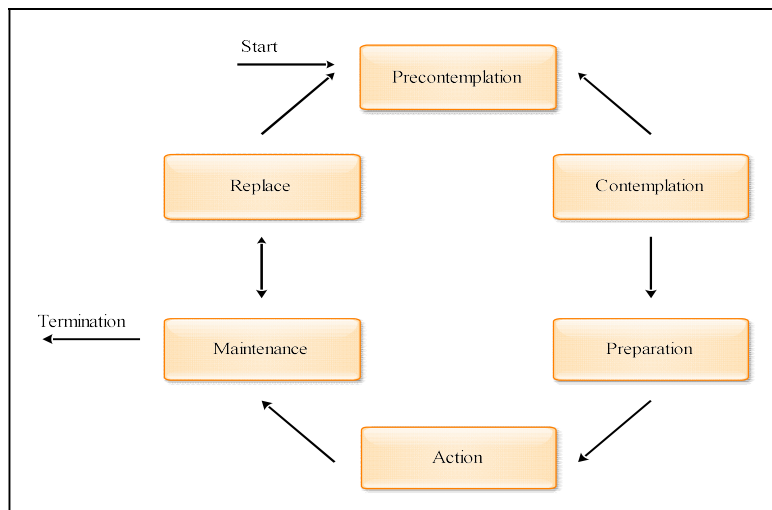 Start
Precontemplation
Replace
Contemplation
Termination
Maintenance
Preparation
Action